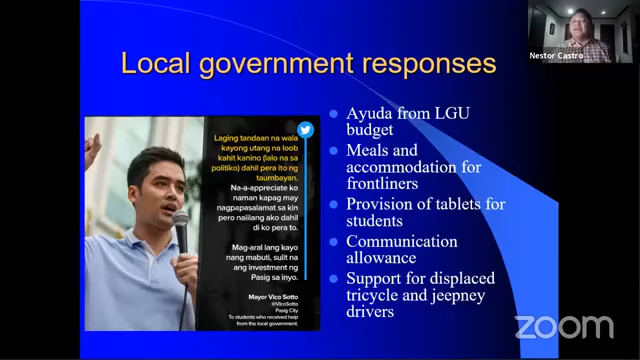 Nestor Castro
Local government responses
Laging tandaan na wala
kayong utang na loob
kahit kanino (lalo na sa
politiko) dahil pera ito ng
taumbayan.
Na-a-appreciate ko
naman kapag may
nagpapasalamat sa kin
pero naiilang ako dahil
di ko pera to.
Mag-aral lang kayo
nang mabuti, sulit na
ang investment ng
Pasig sa inyo.
Mayor Vico Sotto
@VicoSotto
Pasig City
To students who received help
from the local government.
Ayuda from LGU
budget
Meals and
accommodation for
frontliners
Provision of tablets for
students
Communication
allowance
Support for displaced
tricycle and jeepney
drivers
zoom